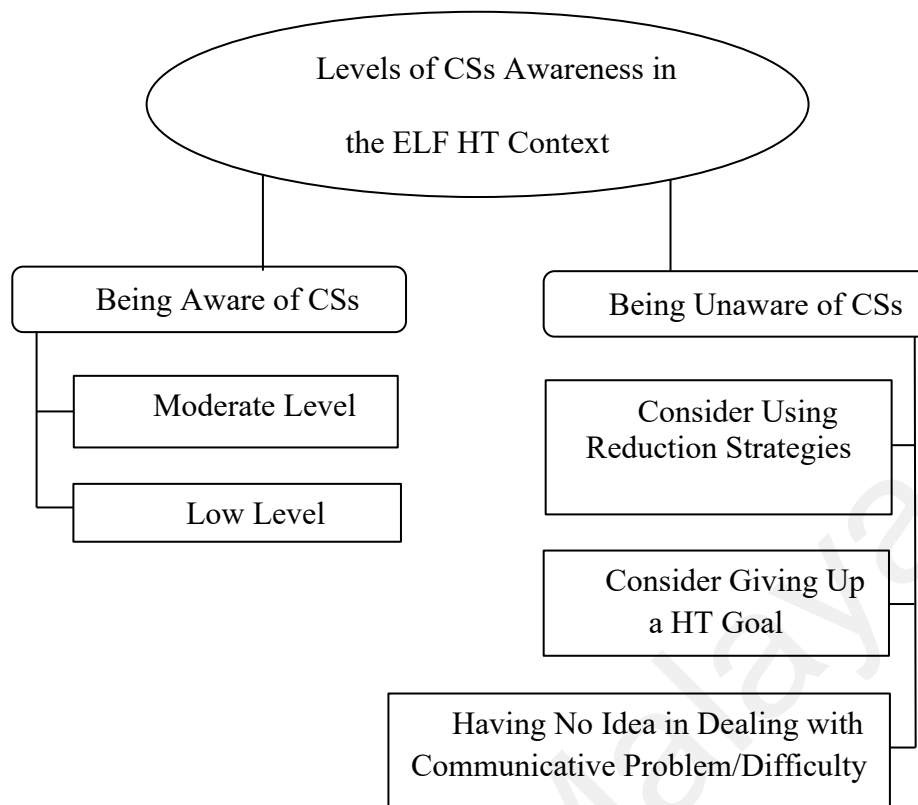 Levels of CSs Awareness in
the ELF HT Context
Being Aware of CSs
Being Unaware of CSs
Moderate Level
Low Level
Consider Using
Reduction Strategies
Consider Giving Up
a HT Goal
Having No Idea in Dealing with
Communicative Problem/Difficulty
Malaya